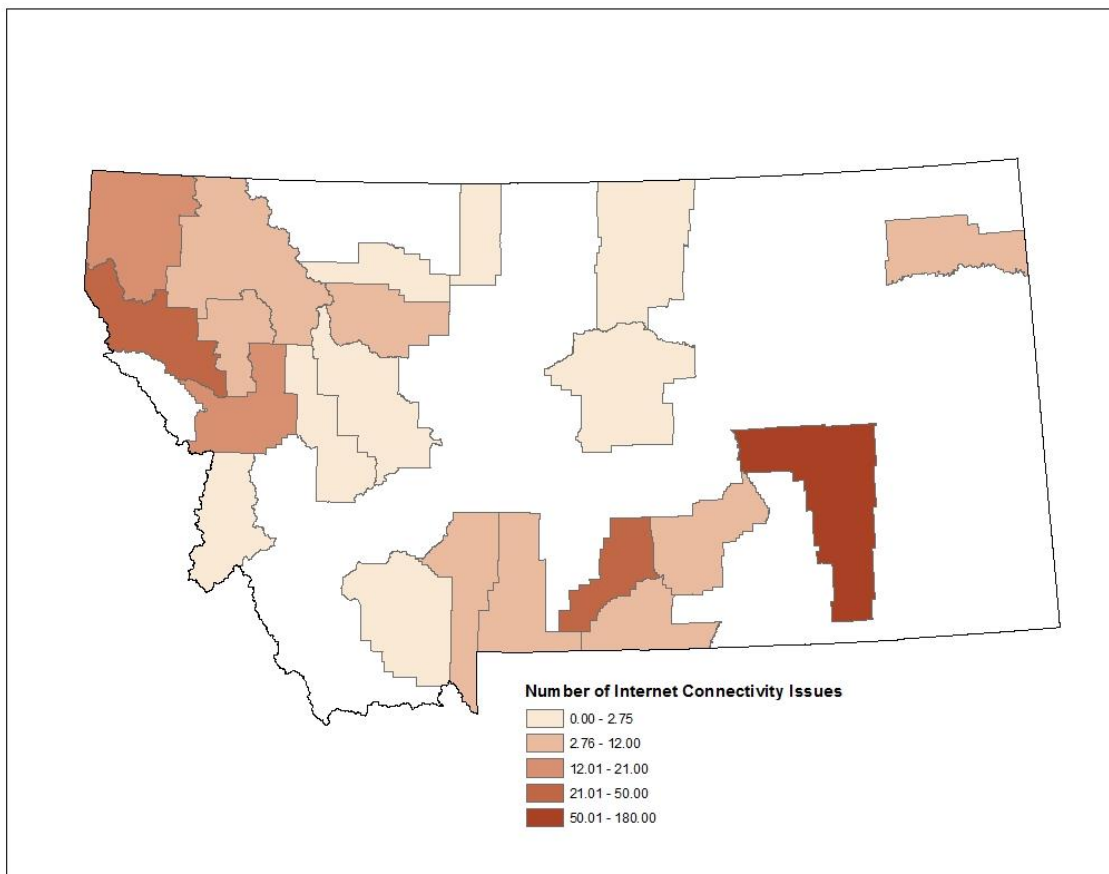 Number of Internet Connectivity Issues
0.00 - 2.75
2.76 - 12.00
12.01 - 21.00
21.01 - 50.00
50.01 - 180.00